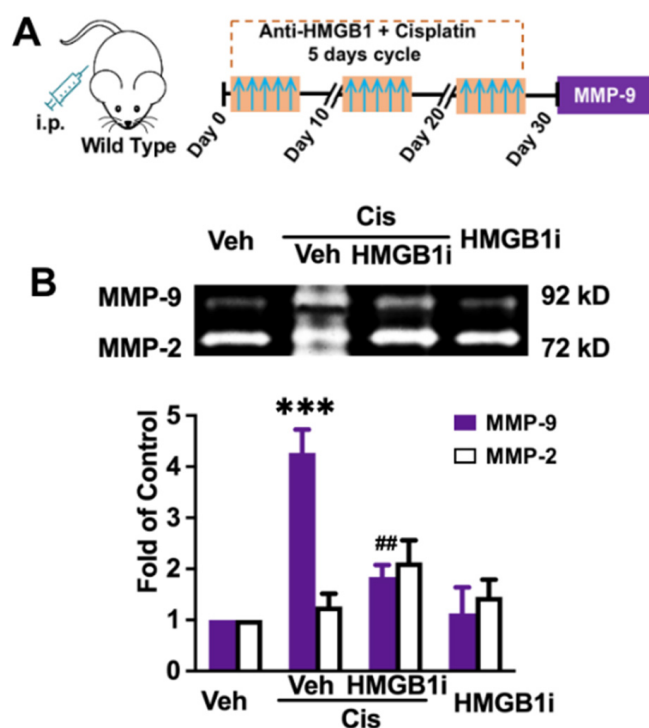 A
Anti-HMGB1 + Cisplatin
5 days cycle
i.p.
Wild Type
Day 0
Day 10
Day 20
Day 30
MMP-9
B
Cis
Veh
Veh HMGB1i
HMGB1i
MMP-9
92 kD
MMP-2
72 kD
Fold of Control
5
4
3
2
1
0
***
##
MMP-9
MMP-2
Veh
Veh HMGB1i
HMGB1i
Cis